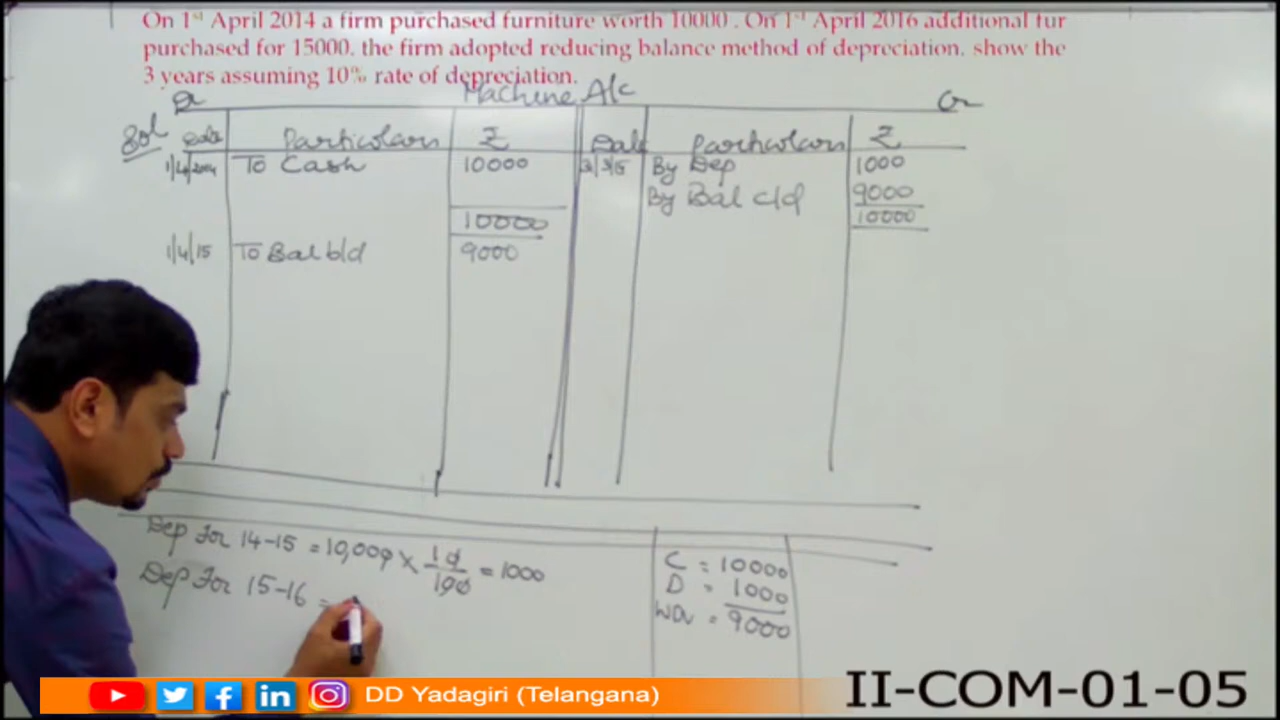 On 1st April 2014 a firm purchased furniture worth 10000 . On 1st April 2016 additional fur
purchased for 15000. the firm adopted reducing balance method of depreciation. show the
3 years assuming 10% rate of depreciation.
Dr Machine A/c Cr
Sol Date Particulars ₹ Date Particulars ₹
1/4/2014 To Cash 10000 31/3/15 By Dep 1000
By Bal c/d 9000
10000 10000
1/4/15 To Bal b/d 9000
Dep For 14-15 = 10,000 × 10/100 = 1000
Dep For 15-16 =
C = 10000
D = 1000
WDV = 9000
DD Yadagiri (Telangana)
II-COM-01-05